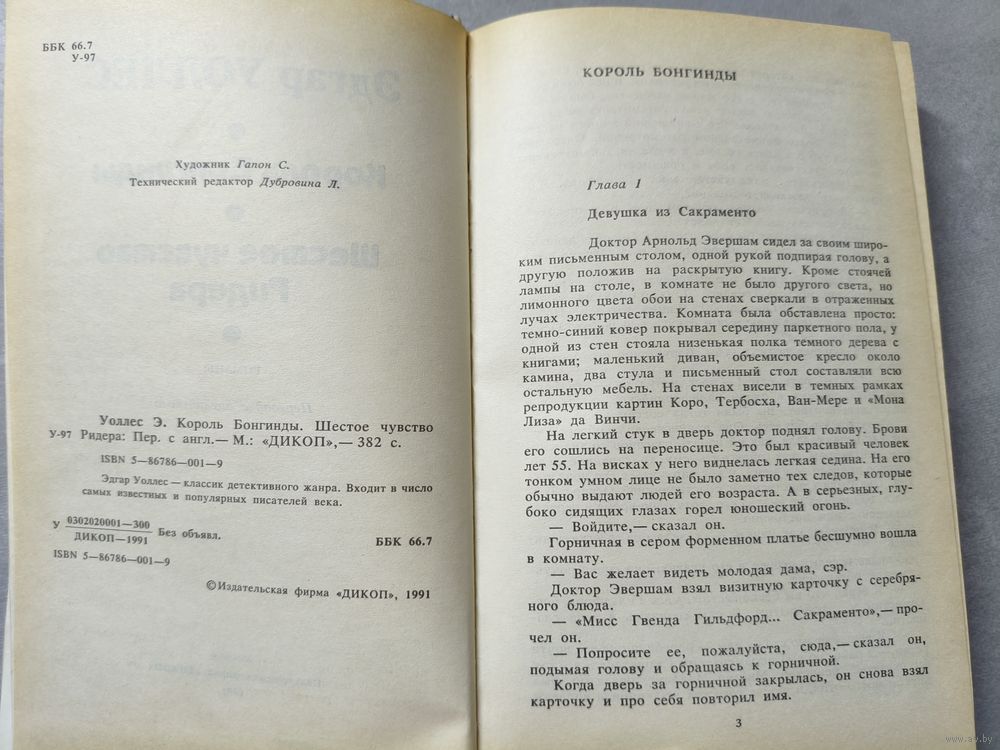 ББК 66.7
У-97
Художник Гапон С.
Технический редактор Дубровина Л.
Уоллес Э. Король Бонгинды. Шестое чувство
У-97 Ридера: Пер. с англ.— М.: «ДИКОП»,— 382 с.
ISBN 5—86786—001—9
Эдгар Уоллес — классик детективного жанра. Входит в число
самых известных и популярных писателей века.
У 0302020001—300
ДИКОП—1991 Без объявл.
ББК 66.7
ISBN 5—86786—001—9
©Издательская фирма «ДИКОП», 1991
КОРОЛЬ БОНГИНДЫ
Глава 1
Девушка из Сакраменто
Доктор Арнольд Эвершам сидел за своим широ-
ким письменным столом, одной рукой подпирая голову, а
другую положив на раскрытую книгу. Кроме стоячей
лампы на столе, в комнате не было другого света, но
лимонного цвета обои на стенах сверкали в отраженных
лучах электричества. Комната была обставлена просто:
темно-синий ковер покрывал середину паркетного пола, у
одной из стен стояла низенькая полка темного дерева с
книгами; маленький диван, объемистое кресло около
камина, два стула и письменный стол составляли всю
остальную мебель. На стенах висели в темных рамках
репродукции картин Коро, Тербосха, Ван-Мере и «Мона
Лиза» да Винчи.
На легкий стук в дверь доктор поднял голову. Брови
его сошлись на переносице. Это был красивый человек
лет 55. На висках у него виднелась легкая седина. На его
тонком умном лице не было заметно тех следов, которые
обычно выдают людей его возраста. А в серьезных, глу-
боко сидящих глазах горел юношеский огонь.
— Войдите,— сказал он.
Горничная в сером форменном платье бесшумно вошла
в комнату.
— Вас желает видеть молодая дама, сэр.
Доктор Эвершам взял визитную карточку с серебря-
ного блюда.
— «Мисс Гвенда Гильдфорд... Сакраменто»,— про-
чел он.
— Попросите ее, пожалуйста, сюда,— сказал он,
подымая голову и обращаясь к горничной.
Когда дверь за горничной закрылась, он снова взял
карточку и про себя повторил имя.
3
www.av.by